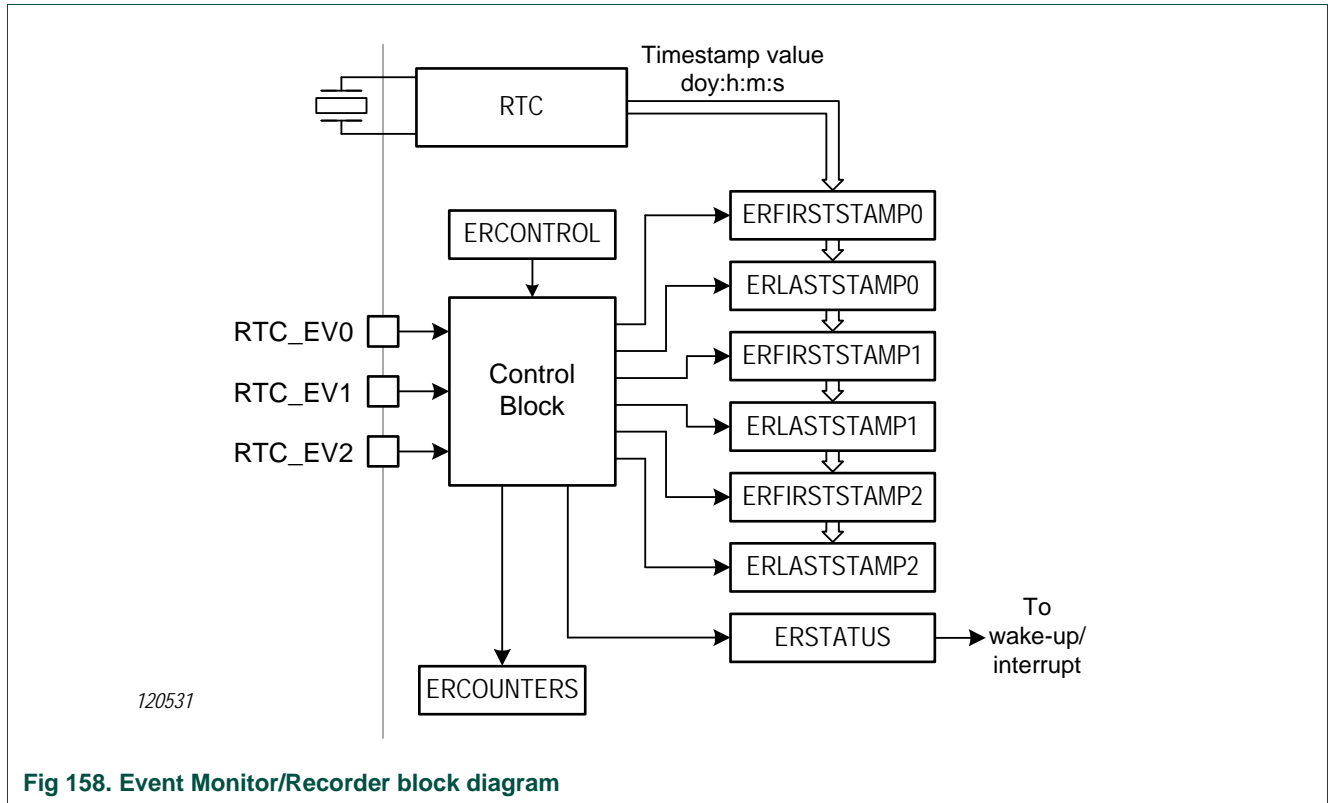 Timestamp value
doy:h:m:s
RTC
ERFIRSTSTAMP0
ERCONTROL
ERLASTSTAMP0
RTC_EV0
RTC_EV1
RTC_EV2
Control
Block
ERFIRSTSTAMP1
ERLASTSTAMP1
ERFIRSTSTAMP2
ERLASTSTAMP2
ERSTATUS
To
wake-up/
interrupt
ERCOUNTERS
120531
Fig 158. Event Monitor/Recorder block diagram